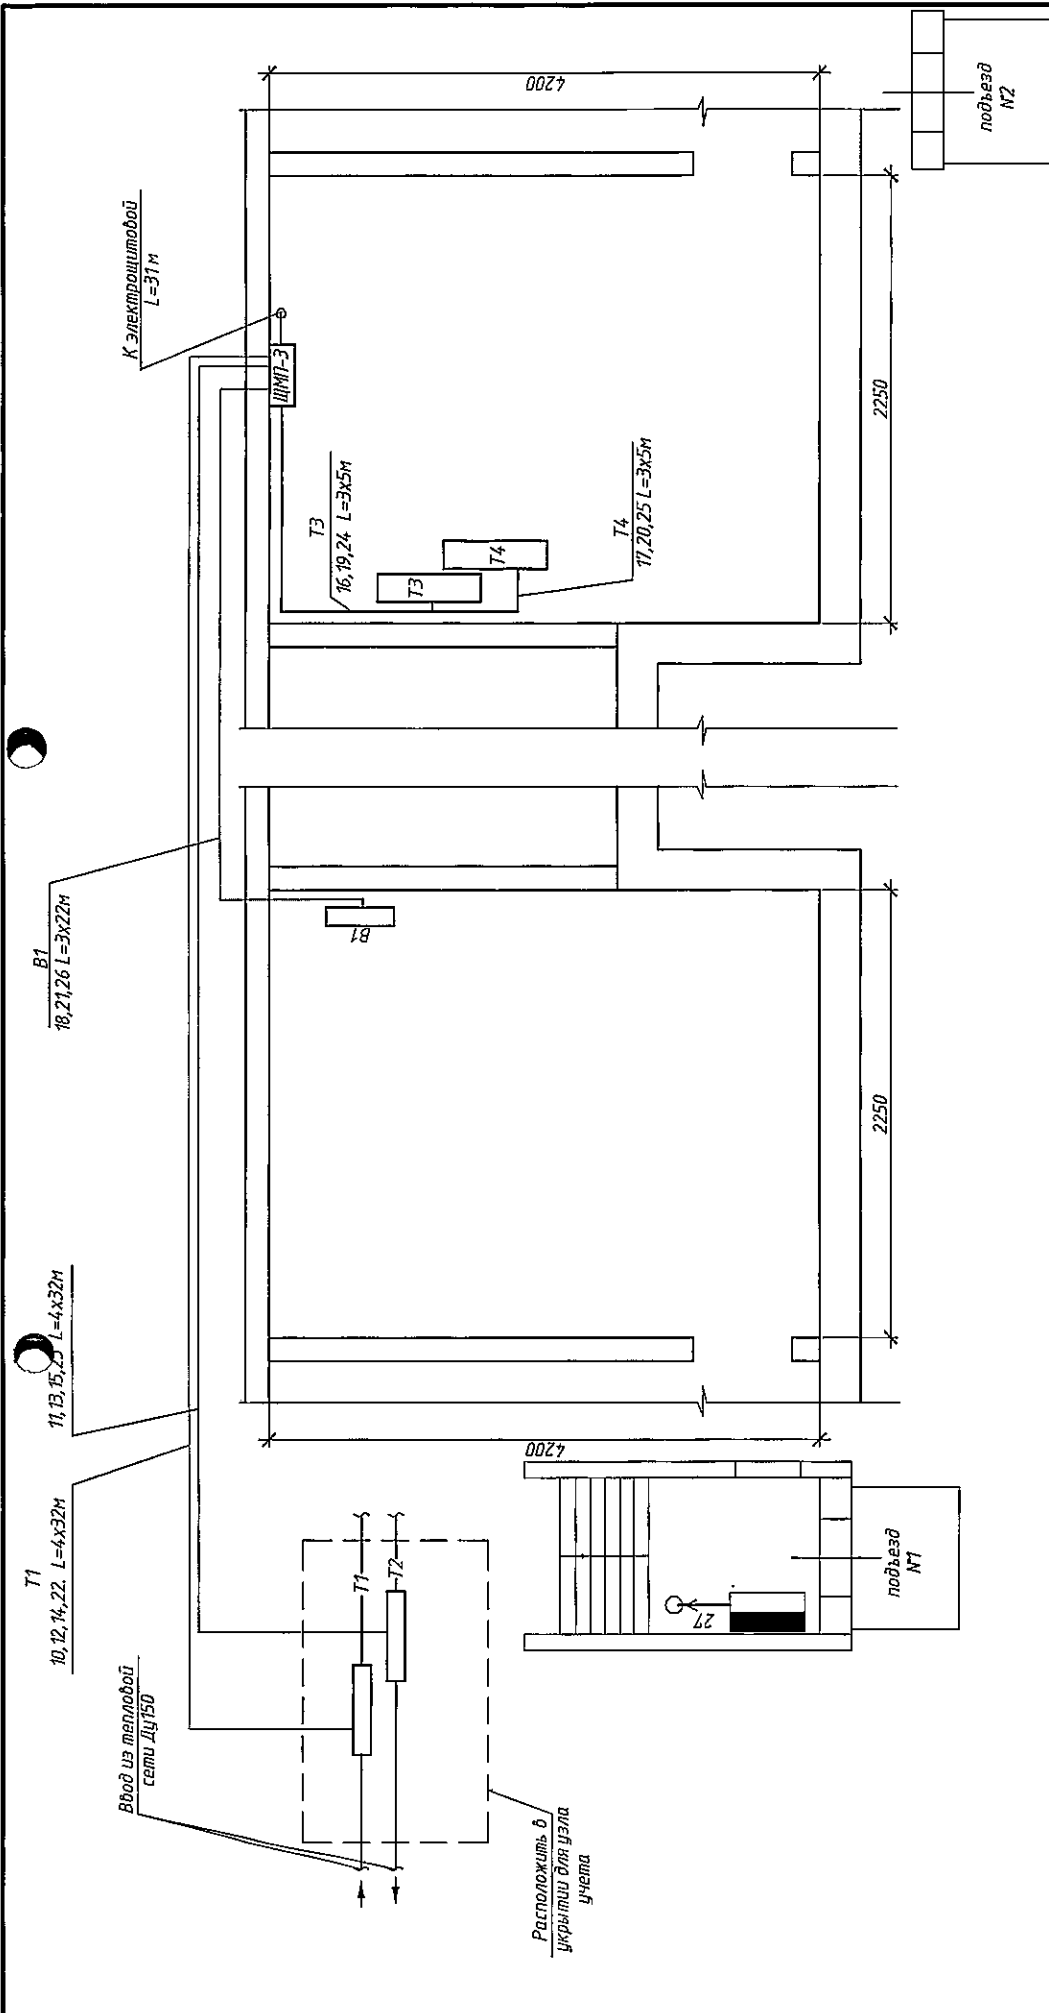 Т1
10,12,14,22. L=4х32м
11,13,15,23 L=4х32м
В1
18,21,26 L=3х22м
К электрощитовой
L=31м
Ввод из тепловой
сети Ду150
Т1
Т2
Расположить в
укрытии для узла
учета
4200
В1
2250
ЩМП-3
Т3
16,19,24 L=3х5м
Т3
Т4
Т4
17,20,25 L=3х5м
4200
2250
27
подъезд
№1
подъезд
№2